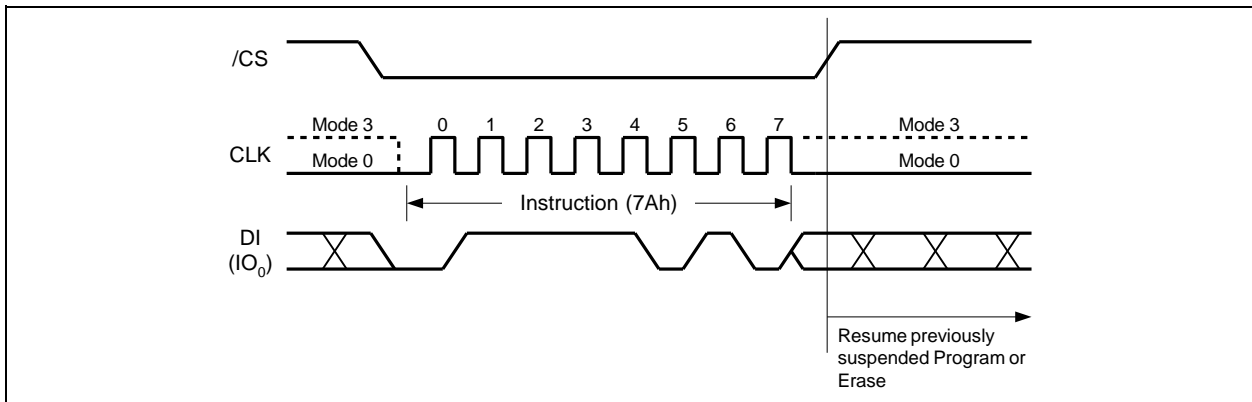 /CS
Mode 3
0 1 2 3 4 5 6 7
Mode 3
CLK
Mode 0
Mode 0
Instruction (7Ah)
DI
(IO0)
Resume previously
suspended Program or
Erase